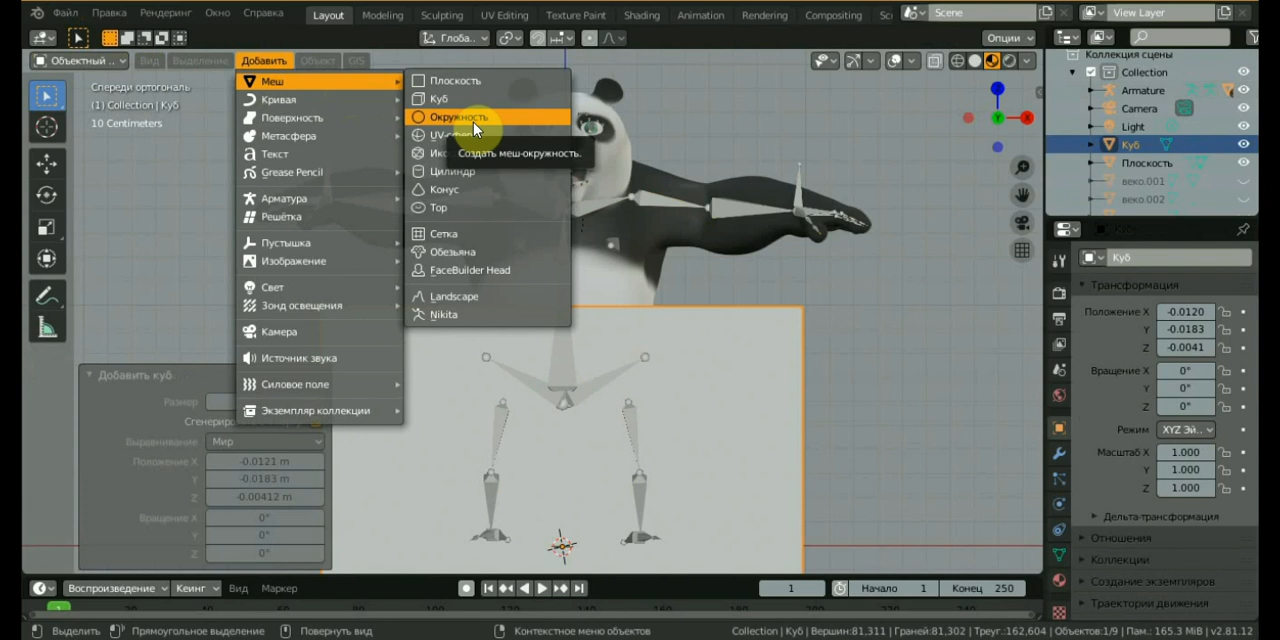 Файл Правка Рендеринг Окно Справка Layout Modeling Sculpting UV Editing Texture Paint Shading Animation Rendering Compositing Sc Scene View Layer
Глоба.. Опции
Объектный .. Вид Выделение Добавить Объект GIS
Спереди ортогональ
(1) Collection | Куб
10 Centimeters
Меш
Кривая
Поверхность
Метасфера
Текст
Grease Pencil
Арматура
Решётка
Пустышка
Изображение
Свет
Зонд освещения
Камера
Источник звука
Силовое поле
Экземпляр коллекции
Плоскость
Куб
Окружность
Создать меш-окружность.
Цилиндр
Конус
Тор
Сетка
Обезьяна
FaceBuilder Head
Landscape
Nikita
Добавить куб
Размер
Сгенериро
Выравнивание Мир
Положение X -0.0121 m
Y -0.0183 m
Z -0.00412 m
Вращение X 0°
Y 0°
Z 0°
Z
Y
X
Коллекция сцены
Collection
Armature
Camera
Light
Куб
Плоскость
веко.001
веко.002
Куб
Куб
Трансформация
Положение X -0.0120
Y -0.0183
Z -0.0041
Вращение X 0°
Y 0°
Z 0°
Режим XYZ Эй..
Масштаб X 1.000
Y 1.000
Z 1.000
Дельта-трансформация
Отношения
Коллекции
Создание экземпляров
Траектории движения
Воспроизведение Кеинг Вид Маркер 1 Начало 1 Конец 250
1
Выделить Прямоугольное выделение Повернуть вид Контекстное меню объектов Collection | Куб | Вершин:81,311 | Граней:81,302 | Треуг.:162,604 | Объектов:1/9 | Пам.: 165.3 MiB | v2.81.12